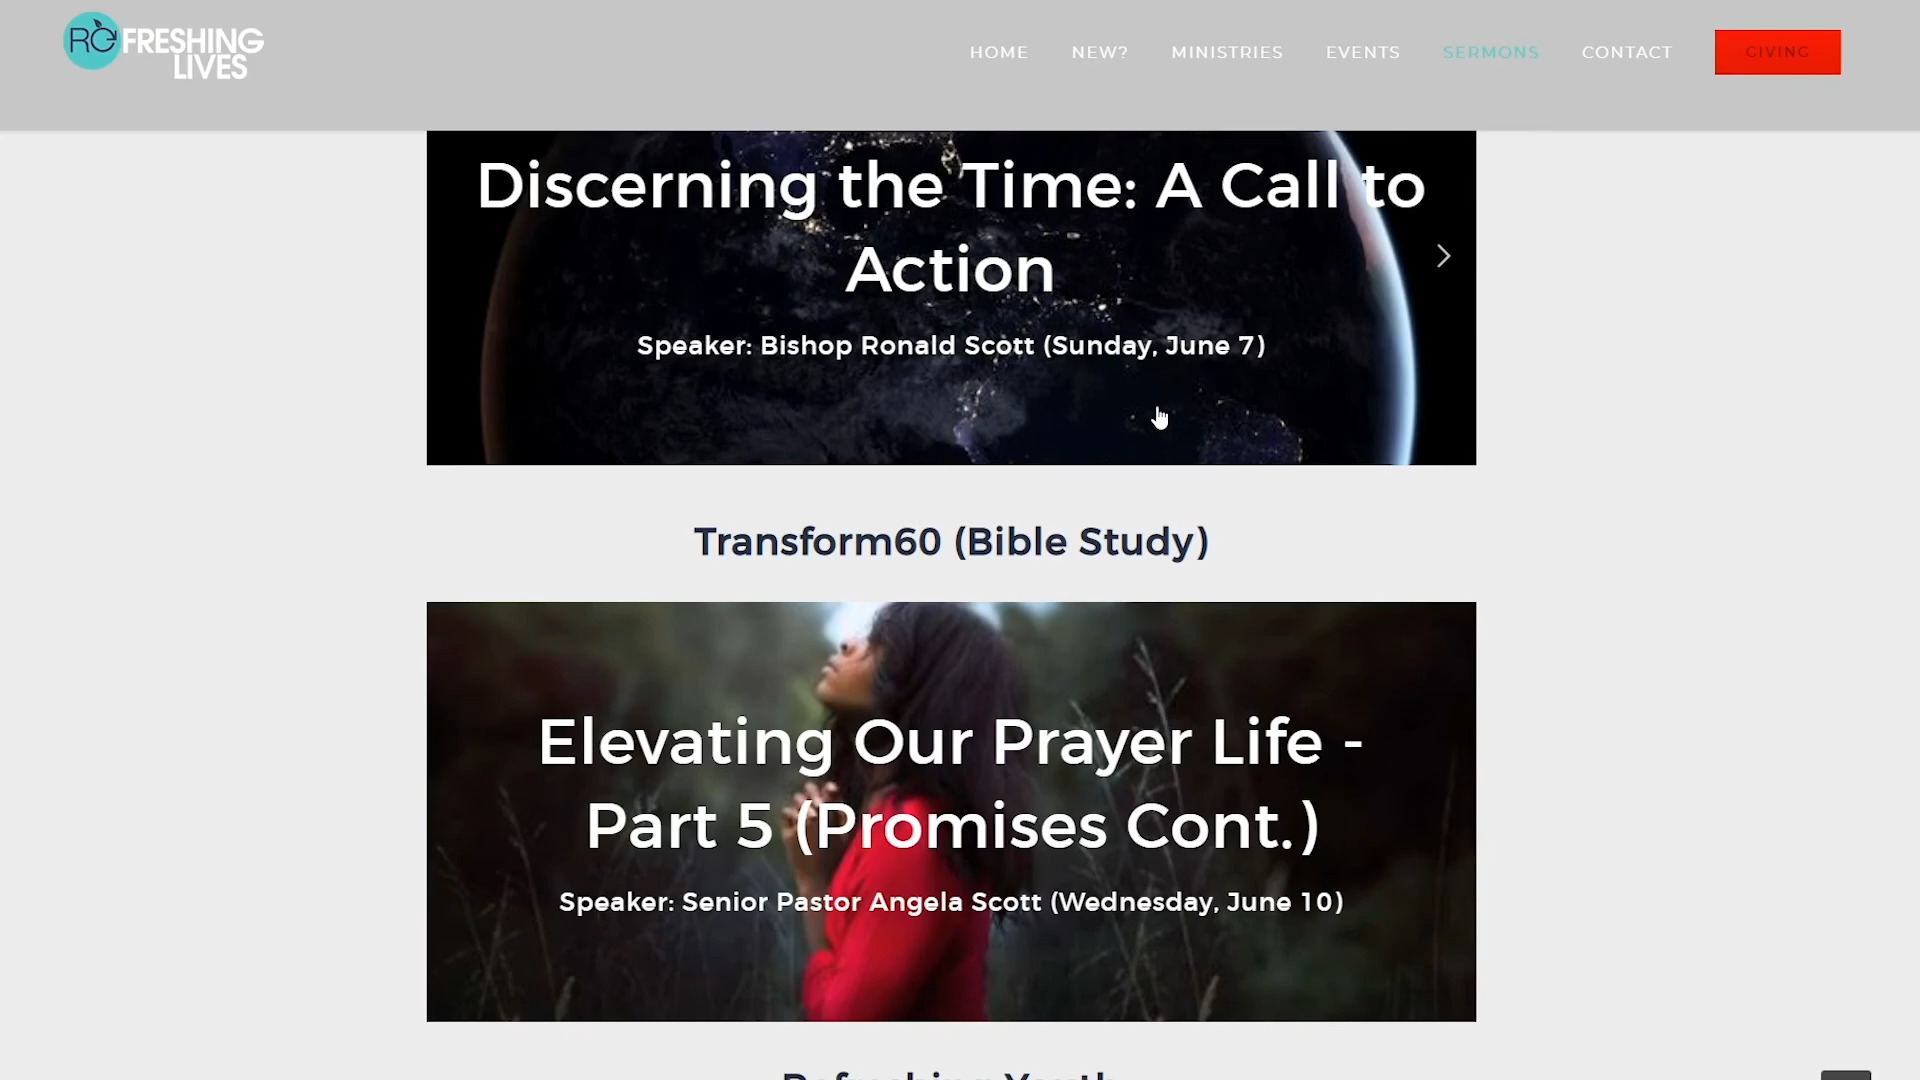 REFRESHING
LIVES
HOME NEW? MINISTRIES EVENTS SERMONS CONTACT GIVING
Discerning the Time: A Call to
Action
Speaker: Bishop Ronald Scott (Sunday, June 7)
Transform60 (Bible Study)
Elevating Our Prayer Life -
Part 5 (Promises Cont.)
Speaker: Senior Pastor Angela Scott (Wednesday, June 10)
Refreshing Youth